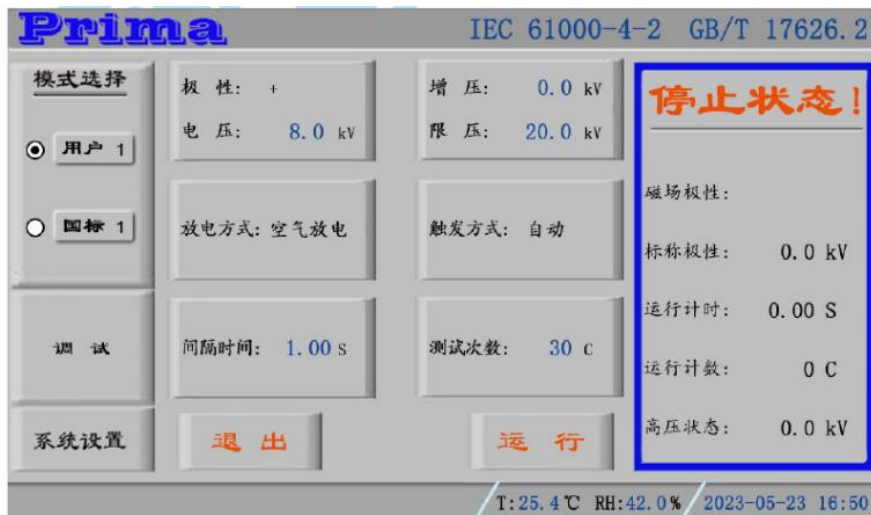 Prima IEC 61000-4-2 GB/T 17626.2
模式选择
用户 1
国标 1
调 试
系统设置
极 性: +
电 压: 8.0 kV
增 压: 0.0 kV
限 压: 20.0 kV
放电方式: 空气放电
触发方式: 自动
间隔时间: 1.00 S
测试次数: 30 C
退 出
运 行
停止状态!
磁场极性:
标称极性: 0.0 kV
运行计时: 0.00 S
运行计数: 0 C
高压状态: 0.0 kV
T:25.4℃ RH:42.0% 2023-05-23 16:50